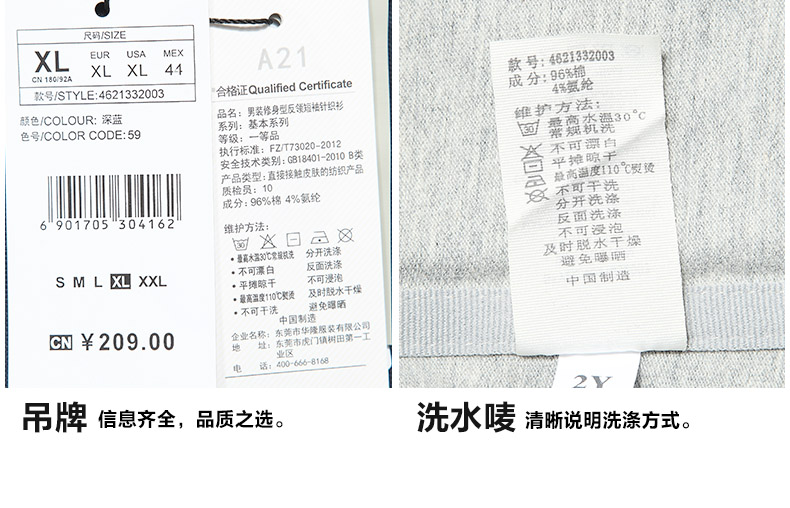 尺码/SIZE
XL
CN 180/92A
EUR USA MEX
XL XL 44
款号/STYLE:4621332003
颜色/COLOUR: 深蓝
色号/COLOR CODE:59
6 901705 304162
S M L XL XXL
CN ¥209.00
A21
合格证Qualified Certificate
品名: 男装修身型反领短袖针织衫
系列: 基本系列
等级: 一等品
执行标准: FZ/T73020-2012
安全技术类别: GB18401-2010 B类
产品类型: 直接接触皮肤的纺织产品
质检员: 10
成分: 96%棉 4%氨纶
维护方法:
• 最高水温30℃常规机洗 分开洗涤
• 不可漂白 反面洗涤
• 平摊晾干 不可浸泡
• 最高温度110℃熨烫 及时脱水干燥
• 不可干洗 避免曝晒
中国制造
企业名称: 东莞市华隆服装有限公司
地 址: 东莞市虎门镇树田第一工
业区
电 话: 400-666-8168
款号: 4621332003
成分: 96%棉
4%氨纶
维护方法:
最高水温30℃
常规机洗
不可漂白
平摊晾干
最高温度110℃熨烫
不可干洗
分开洗涤
反面洗涤
不可浸泡
及时脱水干燥
避免曝晒
中国制造
2Y
吊牌 信息齐全，品质之选。
洗水唛 清晰说明洗涤方式。